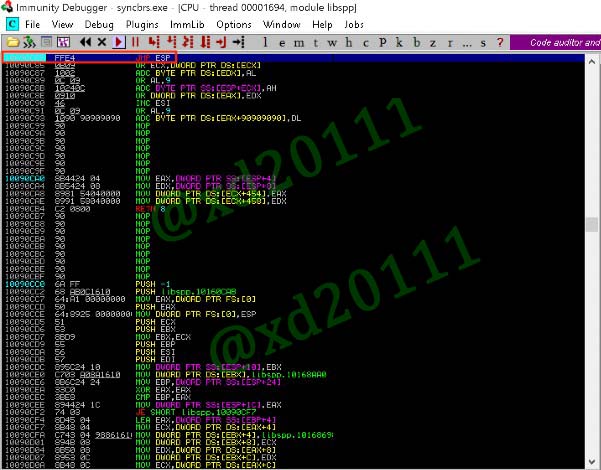 Immunity Debugger - syncbrs.exe - [CPU - thread 00001694, module libspp]
C File View Debug Plugins ImmLib Options Window Help Jobs
l e m t w h c P k b z r ... s ? Code auditor and
FFE4 JMP ESP
10090C85 0B09 OR ECX,DWORD PTR DS:[ECX]
10090C87 1002 ADC BYTE PTR DS:[EDX],AL
10090C89 0C 09 OR AL,9
10090C8B 10240C ADC BYTE PTR SS:[ESP+ECX],AH
10090C8E 0910 OR DWORD PTR DS:[EAX],EDX
10090C90 46 INC ESI
10090C91 0C 09 OR AL,9
10090C93 1090 90909090 ADC BYTE PTR DS:[EAX+90909090],DL
10090C99 90 NOP
10090C9A 90 NOP
10090C9B 90 NOP
10090C9C 90 NOP
10090C9D 90 NOP
10090C9E 90 NOP
10090C9F 90 NOP
10090CA0 8B4424 04 MOV EAX,DWORD PTR SS:[ESP+4]
10090CA4 8B5424 08 MOV EDX,DWORD PTR SS:[ESP+8]
10090CA8 8981 54040000 MOV DWORD PTR DS:[ECX+454],EAX
10090CAE 8991 58040000 MOV DWORD PTR DS:[ECX+458],EDX
10090CB4 C2 0800 RETN 8
10090CB7 90 NOP
10090CB8 90 NOP
10090CB9 90 NOP
10090CBA 90 NOP
10090CBB 90 NOP
10090CBC 90 NOP
10090CBD 90 NOP
10090CBE 90 NOP
10090CBF 90 NOP
10090CC0 6A FF PUSH -1
10090CC2 68 AB0C1610 PUSH libspp.10160CAB
10090CC7 64:A1 00000000 MOV EAX,DWORD PTR FS:[0]
10090CCD 50 PUSH EAX
10090CCE 64:8925 0000000 MOV DWORD PTR FS:[0],ESP
10090CD5 51 PUSH ECX
10090CD6 53 PUSH EBX
10090CD7 8BD9 MOV EBX,ECX
10090CD9 55 PUSH EBP
10090CDA 56 PUSH ESI
10090CDB 57 PUSH EDI
10090CDC 895C24 10 MOV DWORD PTR SS:[ESP+10],EBX
10090CE0 C703 A08A1610 MOV DWORD PTR DS:[EBX],libspp.10168AA0
10090CE6 8B6C24 24 MOV EBP,DWORD PTR SS:[ESP+24]
10090CEA 33C0 XOR EAX,EAX
10090CEC 3BE8 CMP EBP,EAX
10090CEE 894424 1C MOV DWORD PTR SS:[ESP+1C],EAX
10090CF2 74 03 JE SHORT libspp.10090CF7
10090CF4 8D45 04 LEA EAX,DWORD PTR SS:[EBP+4]
10090CF7 8B48 04 MOV ECX,DWORD PTR DS:[EAX+4]
10090CFA C743 04 9886161 MOV DWORD PTR DS:[EBX+4],libspp.1016869
10090D01 894B 08 MOV DWORD PTR DS:[EBX+8],ECX
10090D04 8B50 08 MOV EDX,DWORD PTR DS:[EAX+8]
10090D07 8953 0C MOV DWORD PTR DS:[EBX+C],EDX
10090D0A 8B48 0C MOV ECX,DWORD PTR DS:[EAX+C]
@xd20111
@xd20111